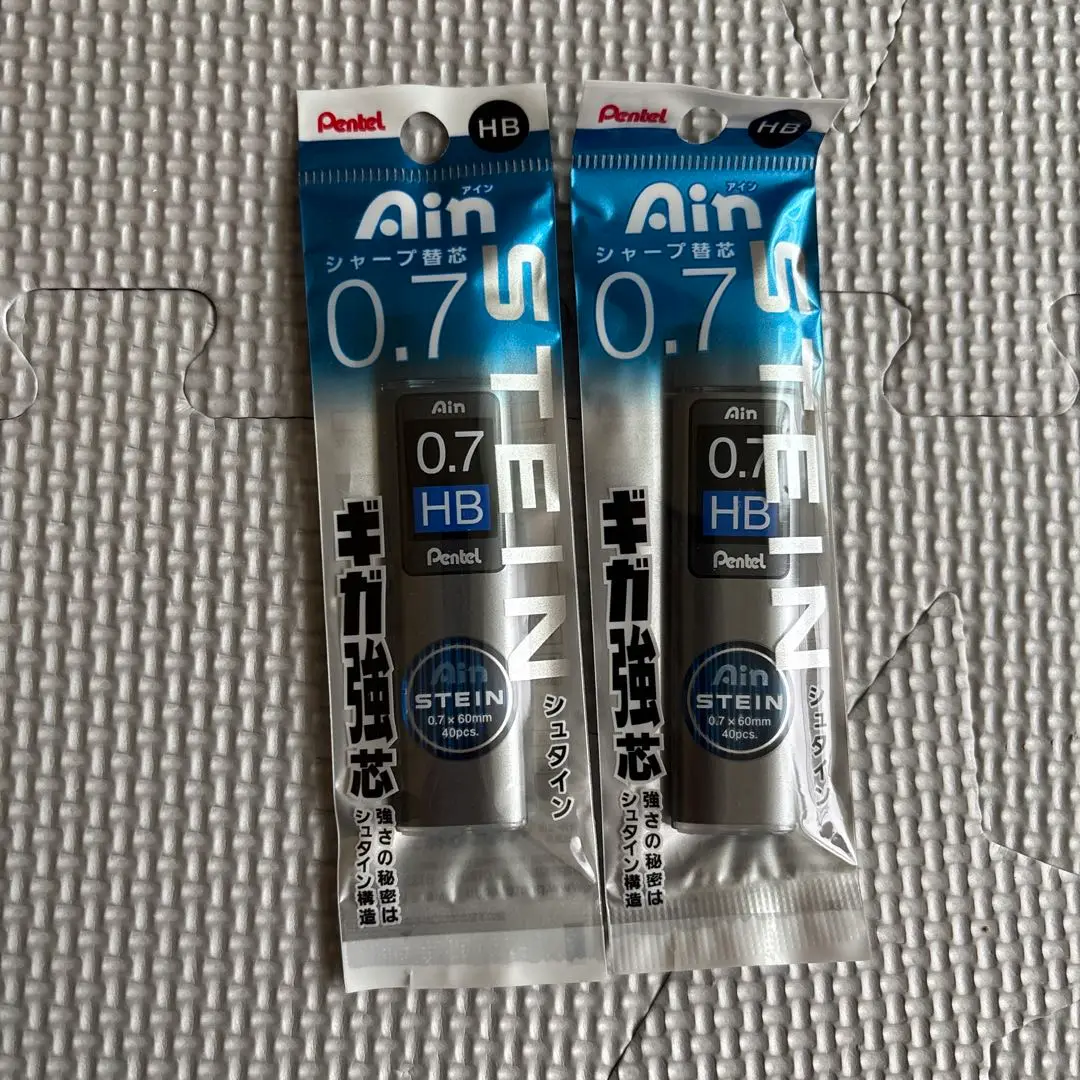 Pentel
HB
Ain
アイン
シャープ替芯
0.7
STEIN
シュタイン
Ain
0.7
HB
Pentel
ギガ強芯
強さの秘密は
シュタイン構造
Ain
STEIN
0.7 × 60mm
40pcs.
Pentel
HB
Ain
アイン
シャープ替芯
0.7
STEIN
シュタイン
Ain
0.7
HB
Pentel
ギガ強芯
強さの秘密は
シュタイン構造
Ain
STEIN
0.7 × 60mm
40pcs.